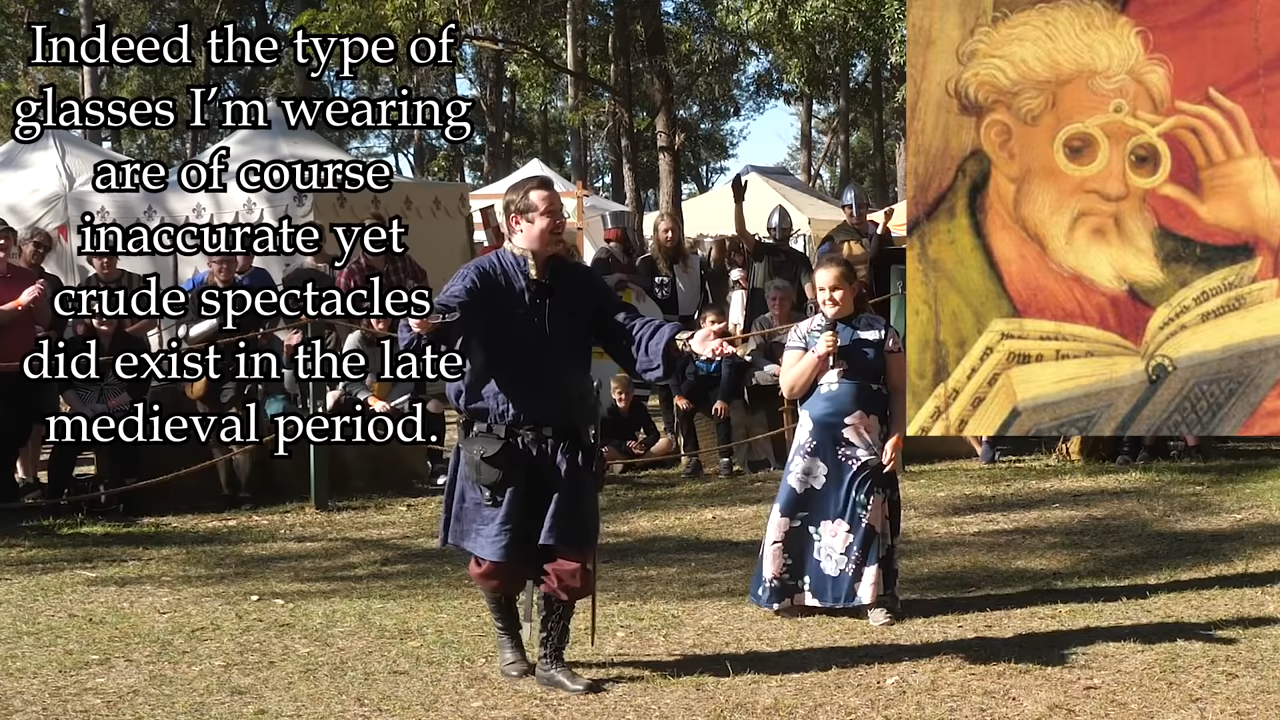 Indeed the type of
glasses I'm wearing
are of course
inaccurate yet
crude spectacles
did exist in the late
medieval period.